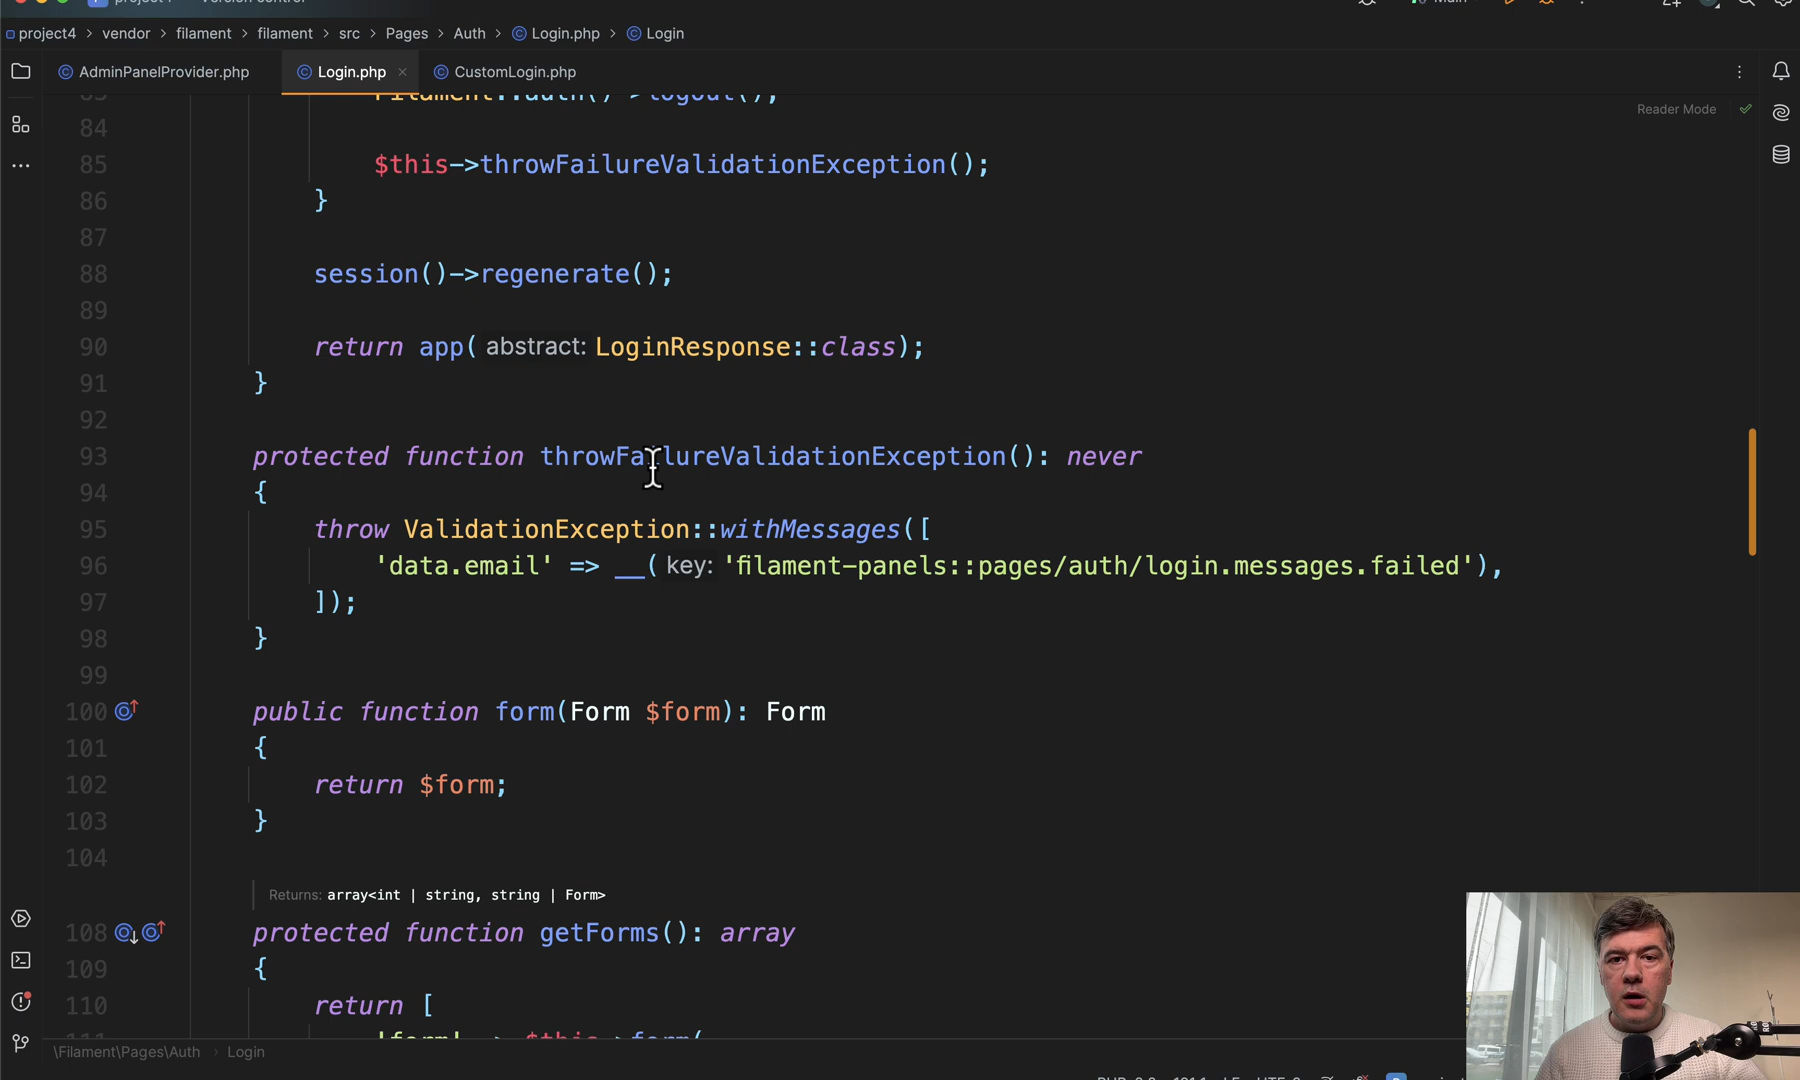 project4 › vendor › filament › filament › src › Pages › Auth › Login.php › Login
AdminPanelProvider.php Login.php × CustomLogin.php
Reader Mode
84
85 $this->throwFailureValidationException();
86 }
87
88 session()->regenerate();
89
90 return app( abstract: LoginResponse::class);
91 }
92
93 protected function throwFailureValidationException(): never
94 {
95 throw ValidationException::withMessages([
96 'data.email' => __( key: 'filament-panels::pages/auth/login.messages.failed'),
97 ]);
98 }
99
100 public function form(Form $form): Form
101 {
102 return $form;
103 }
104
Returns: array<int | string, string | Form>
108 protected function getForms(): array
109 {
110 return [
\Filament\Pages\Auth › Login